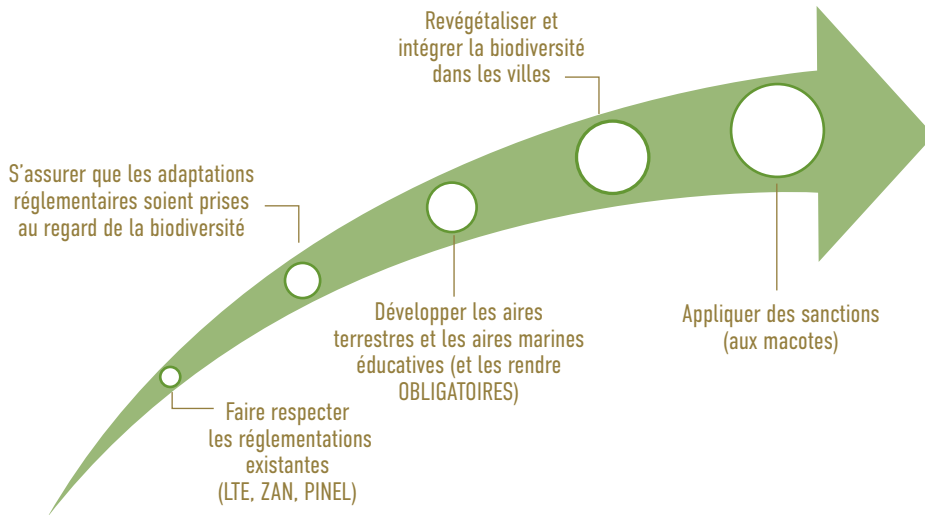 Revégétaliser et
intégrer la biodiversité
dans les villes
S'assurer que les adaptations
réglementaires soient prises
au regard de la biodiversité
Développer les aires
terrestres et les aires marines
éducatives (et les rendre
OBLIGATOIRES)
Appliquer des sanctions
(aux macotes)
Faire respecter
les réglementations
existantes
(LTE, ZAN, PINEL)